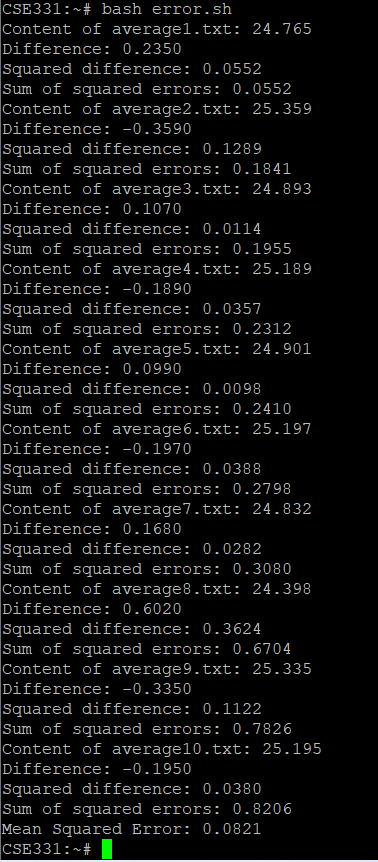 CSE331:~# bash error.sh
Content of average1.txt: 24.765
Difference: 0.2350
Squared difference: 0.0552
Sum of squared errors: 0.0552
Content of average2.txt: 25.359
Difference: -0.3590
Squared difference: 0.1289
Sum of squared errors: 0.1841
Content of average3.txt: 24.893
Difference: 0.1070
Squared difference: 0.0114
Sum of squared errors: 0.1955
Content of average4.txt: 25.189
Difference: -0.1890
Squared difference: 0.0357
Sum of squared errors: 0.2312
Content of average5.txt: 24.901
Difference: 0.0990
Squared difference: 0.0098
Sum of squared errors: 0.2410
Content of average6.txt: 25.197
Difference: -0.1970
Squared difference: 0.0388
Sum of squared errors: 0.2798
Content of average7.txt: 24.832
Difference: 0.1680
Squared difference: 0.0282
Sum of squared errors: 0.3080
Content of average8.txt: 24.398
Difference: 0.6020
Squared difference: 0.3624
Sum of squared errors: 0.6704
Content of average9.txt: 25.335
Difference: -0.3350
Squared difference: 0.1122
Sum of squared errors: 0.7826
Content of average10.txt: 25.195
Difference: -0.1950
Squared difference: 0.0380
Sum of squared errors: 0.8206
Mean Squared Error: 0.0821
CSE331:~#